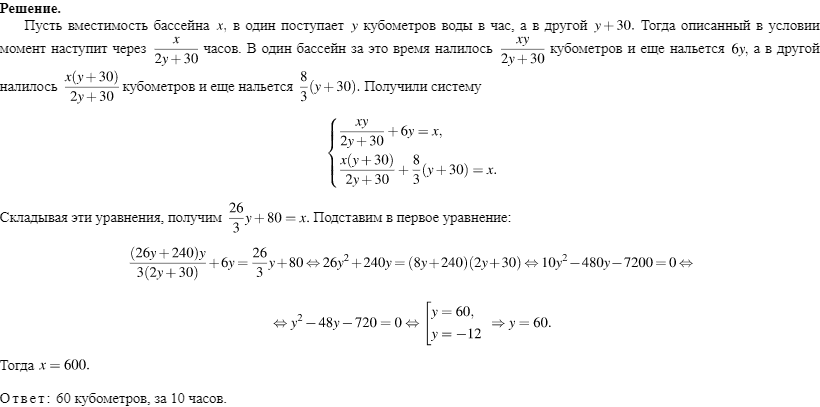 Решение.
Пусть вместимость бассейна x, в один поступает y кубометров воды в час, а в другой y + 30. Тогда описанный в условии
момент наступит через \frac{x}{2y+30} часов. В один бассейн за это время налилось \frac{xy}{2y+30} кубометров и еще нальется 6y, а в другой
налилось \frac{x(y+30)}{2y+30} кубометров и еще нальется \frac{8}{3}(y+30). Получили систему
\begin{cases} \frac{xy}{2y+30}+6y=x, \\ \frac{x(y+30)}{2y+30}+\frac{8}{3}(y+30)=x. \end{cases}
Складывая эти уравнения, получим \frac{26}{3}y+80=x. Подставим в первое уравнение:
\frac{(26y+240)y}{3(2y+30)}+6y=\frac{26}{3}y+80 ⇔ 26y^2+240y=(8y+240)(2y+30) ⇔ 10y^2−480y−7200=0 ⇔
⇔ y^2−48y−720=0 ⇔ \left[ \begin{array}{l} y=60, \\ y=−12 \end{array} \right. ⇒ y=60.
Тогда x = 600.
Ответ: 60 кубометров, за 10 часов.